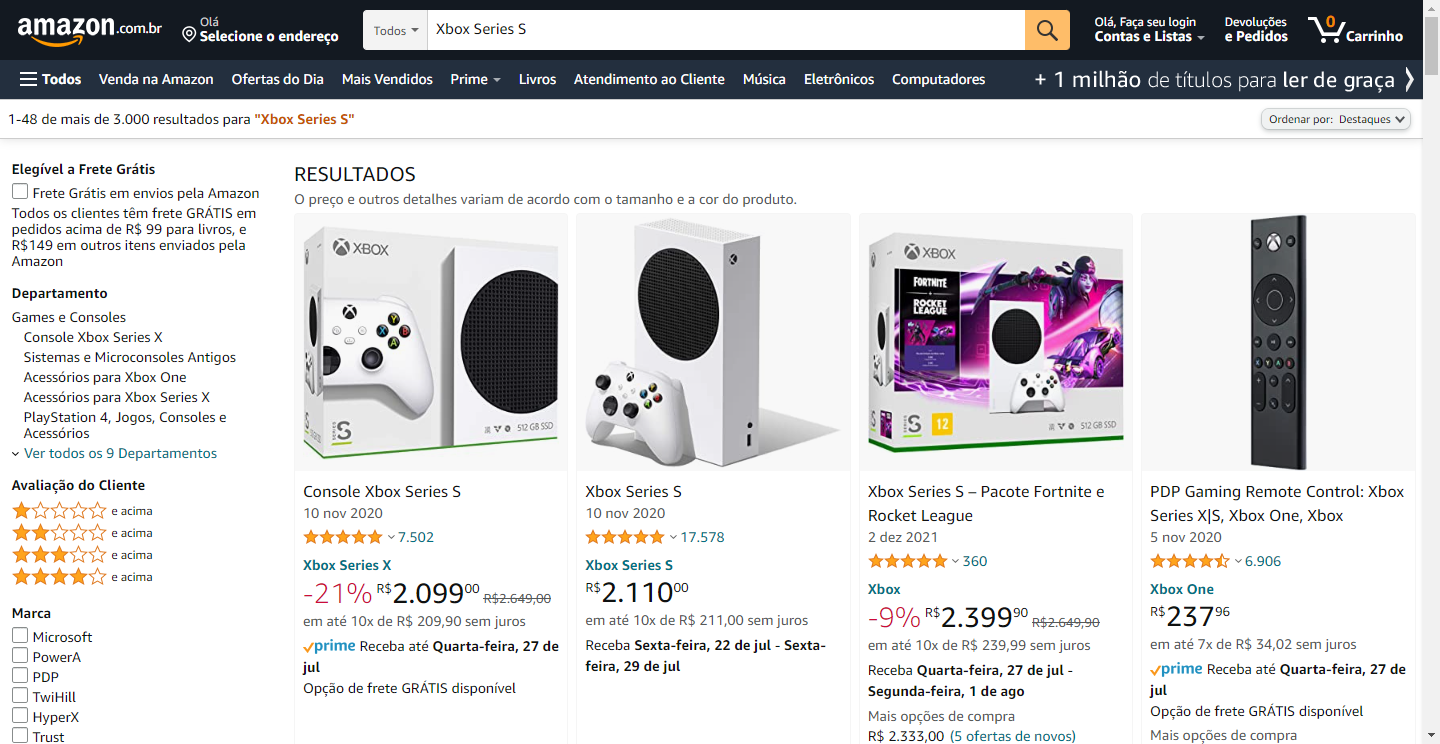 amazon.com.br
Olá
Selecione o endereço
Todos
Xbox Series S
Olá, Faça seu login
Contas e Listas
Devoluções
e Pedidos
0
Carrinho
Todos
Venda na Amazon
Ofertas do Dia
Mais Vendidos
Prime
Livros
Atendimento ao Cliente
Música
Eletrônicos
Computadores
+ 1 milhão de títulos para ler de graça
1-48 de mais de 3.000 resultados para "Xbox Series S"
Ordenar por: Destaques
Elegível a Frete Grátis
Frete Grátis em envios pela Amazon
Todos os clientes têm frete GRÁTIS em
pedidos acima de R$ 99 para livros, e
R$149 em outros itens enviados pela
Amazon
Departamento
Games e Consoles
Console Xbox Series X
Sistemas e Microconsoles Antigos
Acessórios para Xbox One
Acessórios para Xbox Series X
PlayStation 4, Jogos, Consoles e
Acessórios
Ver todos os 9 Departamentos
Avaliação do Cliente
e acima
e acima
e acima
e acima
Marca
Microsoft
PowerA
PDP
TwiHill
HyperX
Trust
RESULTADOS
O preço e outros detalhes variam de acordo com o tamanho e a cor do produto.
XBOX
Y
X
B
A
SERIES
S
512 GB SSD
Console Xbox Series S
10 nov 2020
7.502
Xbox Series X
-21% R$2.09900 R$2.649,00
em até 10x de R$ 209,90 sem juros
prime Receba até Quarta-feira, 27 de
jul
Opção de frete GRÁTIS disponível
Xbox Series S
10 nov 2020
17.578
Xbox Series S
R$2.11000
em até 10x de R$ 211,00 sem juros
Receba Sexta-feira, 22 de jul - Sexta-
feira, 29 de jul
XBOX
FORTNITE
+
ROCKET
LEAGUE
SERIES
S
12
512 GB SSD
Xbox Series S – Pacote Fortnite e
Rocket League
2 dez 2021
360
Xbox
-9% R$2.39990 R$2.649,90
em até 10x de R$ 239,99 sem juros
Receba Quarta-feira, 27 de jul -
Segunda-feira, 1 de ago
Mais opções de compra
R$ 2.333,00 (5 ofertas de novos)
PDP Gaming Remote Control: Xbox
Series X|S, Xbox One, Xbox
5 nov 2020
6.906
Xbox One
R$23796
em até 7x de R$ 34,02 sem juros
prime Receba até Quarta-feira, 27 de
jul
Opção de frete GRÁTIS disponível
Mais opções de compra